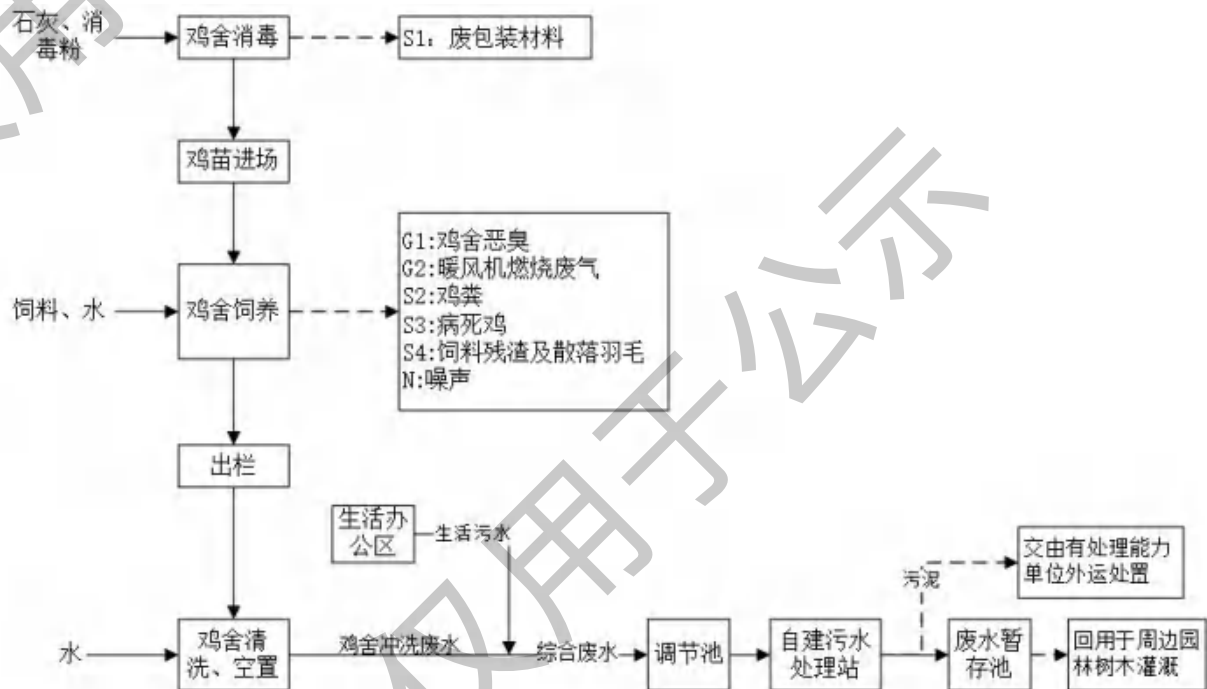 石灰、消
毒粉
鸡舍消毒
S1：废包装材料
鸡苗进场
G1:鸡舍恶臭
G2:暖风机燃烧废气
S2:鸡粪
S3:病死鸡
S4:饲料残渣及散落羽毛
N:噪声
饲料、水
鸡舍饲养
出栏
生活办
公区
生活污水
交由有处理能力
单位外运处置
污泥
水
鸡舍清
洗、空置
鸡舍冲洗废水
综合废水
调节池
自建污水
处理站
废水暂
存池
回用于周边园
林树木灌溉
仅用于公示
用